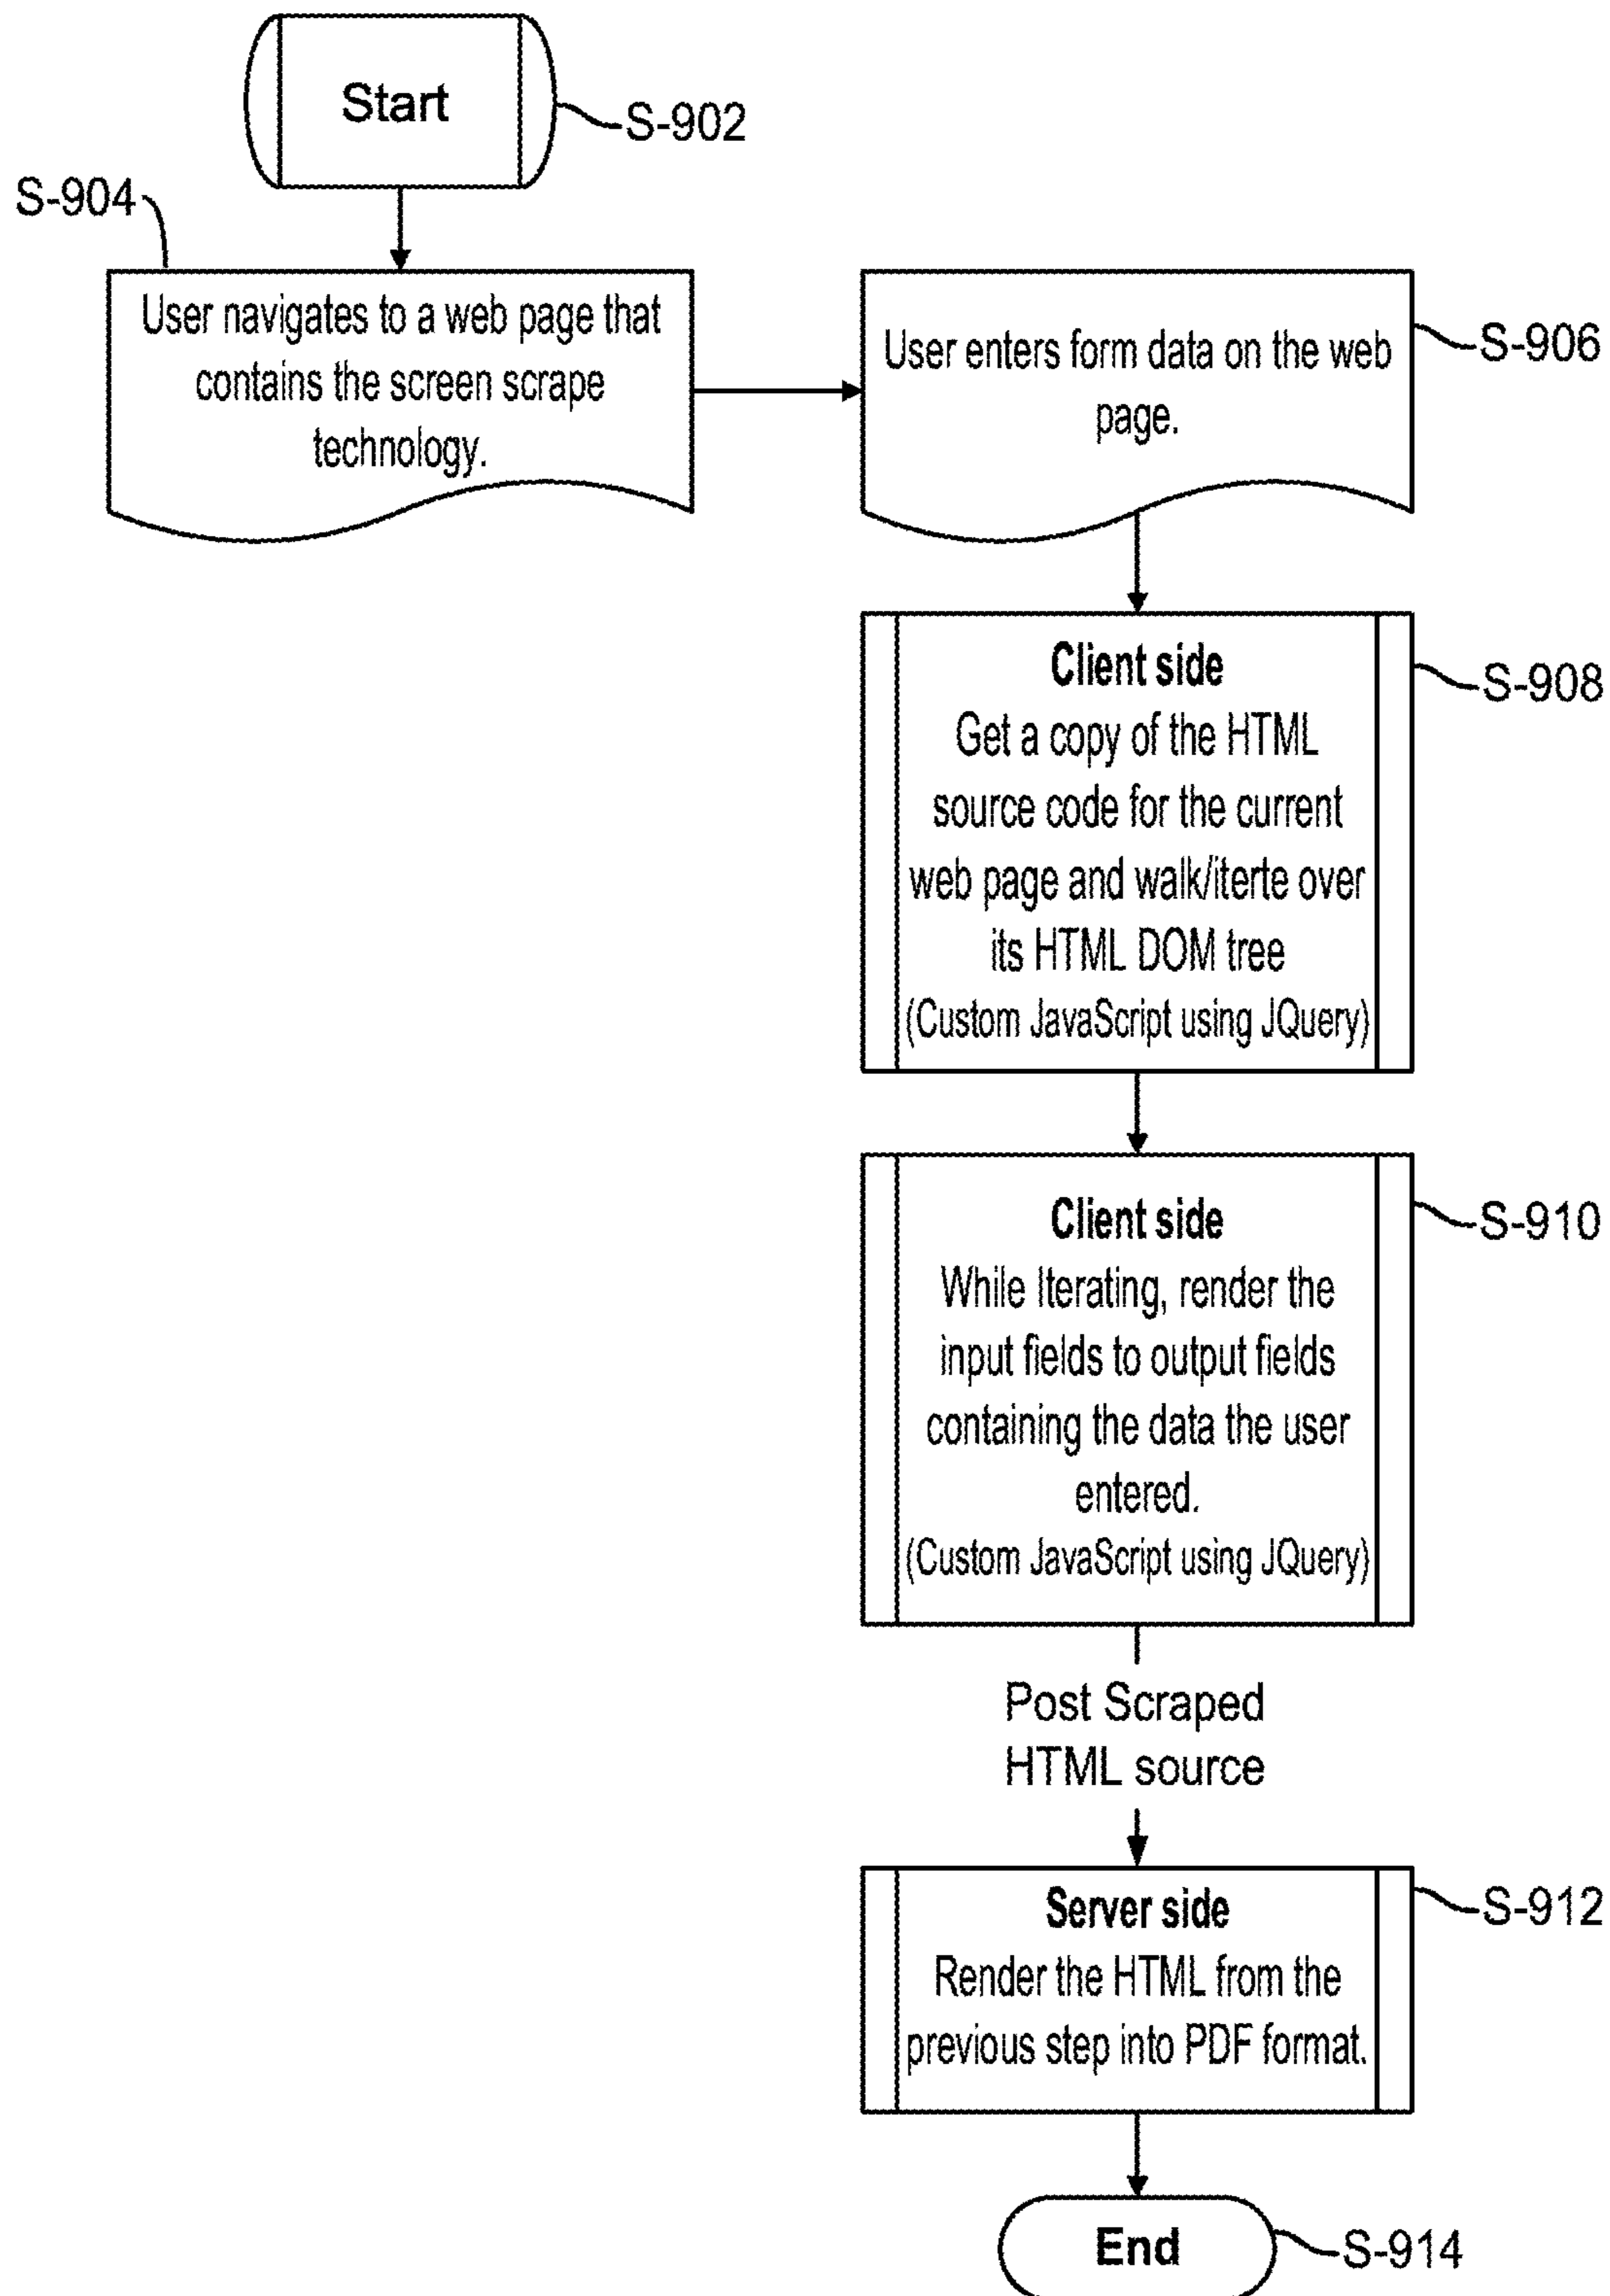 Start
S-902
S-904
User navigates to a web page that
contains the screen scrape
technology.
User enters form data on the web
page.
S-906
Client side
Get a copy of the HTML
source code for the current
web page and walk/iterte over
its HTML DOM tree
(Custom JavaScript using JQuery)
S-908
Client side
While Iterating, render the
input fields to output fields
containing the data the user
entered.
(Custom JavaScript using JQuery)
S-910
Post Scraped
HTML source
Server side
Render the HTML from the
previous step into PDF format.
S-912
End
S-914